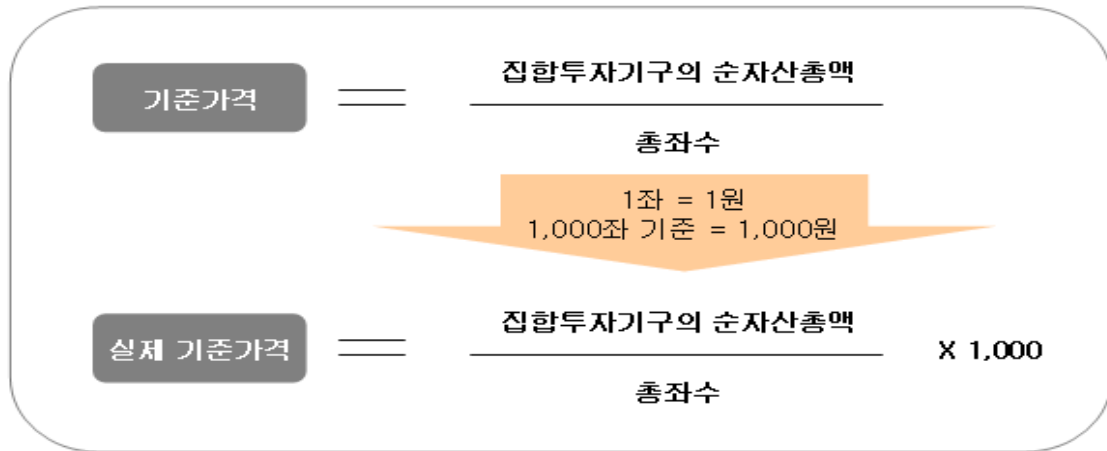 집합투자기구의 순자산총액
기준가격
총좌수
1좌 = 1원
1,000좌 기준 = 1,000원
집합투자기구의 순자산총액
실제 기준가격
X 1,000
총좌수